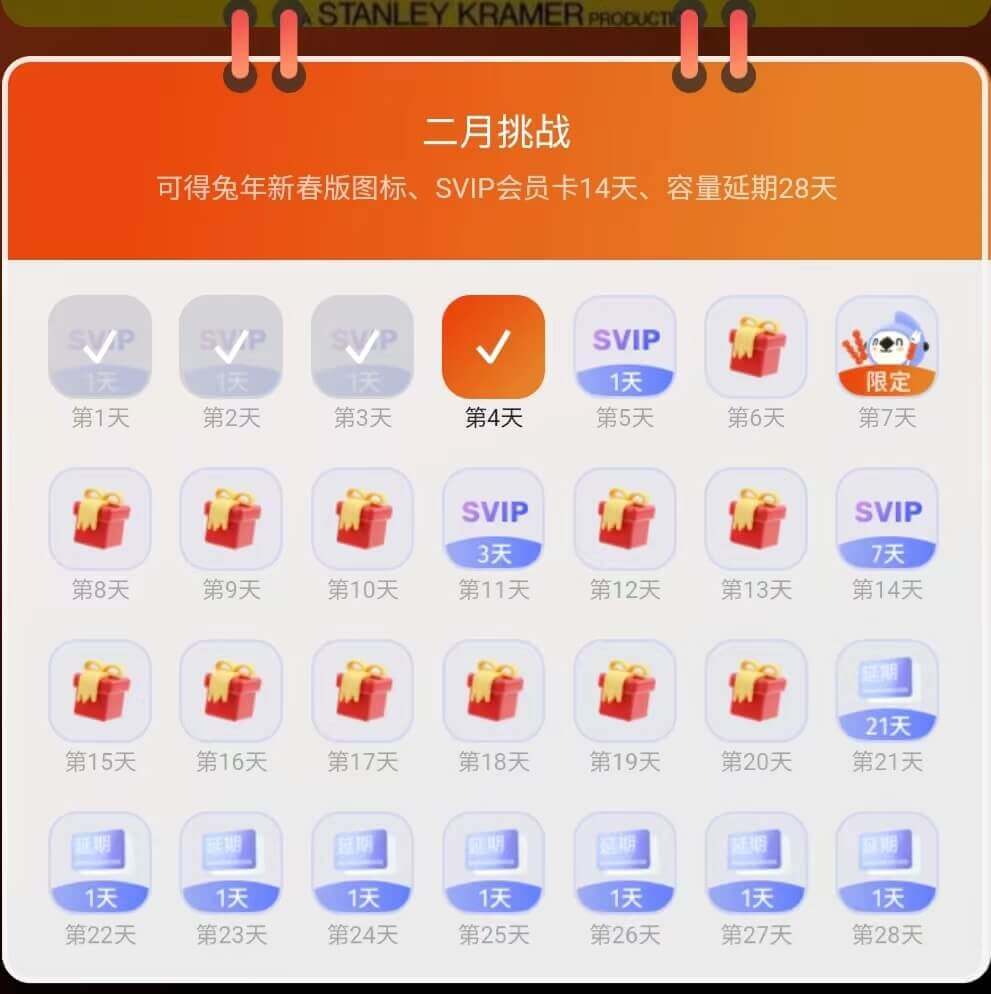 A STANLEY KRAMER PRODUCTI
二月挑战
可得兔年新春版图标、SVIP会员卡14天、容量延期28天
SVIP SVIP SVIP SVIP
1天 1天 1天 1天 限定
第1天 第2天 第3天 第4天 第5天 第6天 第7天
SVIP SVIP
3天 7天
第8天 第9天 第10天 第11天 第12天 第13天 第14天
延期
21天
第15天 第16天 第17天 第18天 第19天 第20天 第21天
延期 延期 延期 延期 延期 延期 延期
1天 1天 1天 1天 1天 1天 1天
第22天 第23天 第24天 第25天 第26天 第27天 第28天